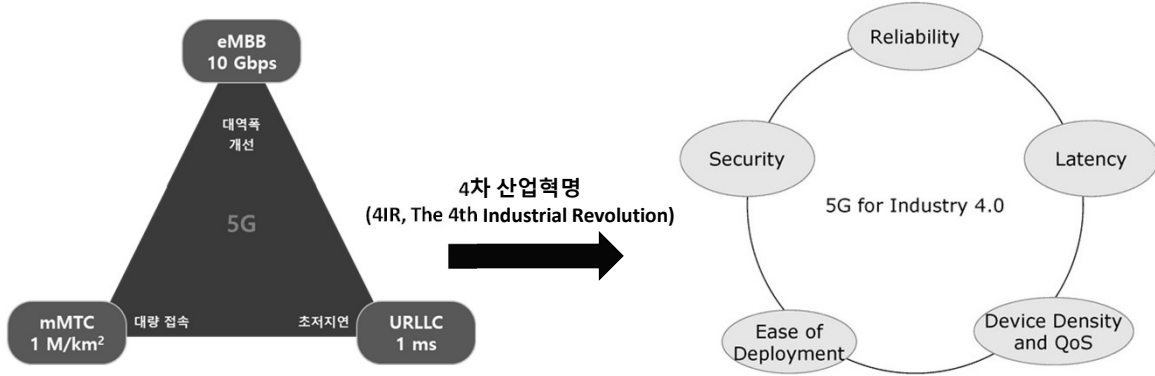 eMBB
10 Gbps
대역폭
개선
5G
mMTC
1 M/km²
대량 접속
초저지연
URLLC
1 ms
4차 산업혁명
(4IR, The 4th Industrial Revolution)
Reliability
Security
Latency
5G for Industry 4.0
Ease of
Deployment
Device Density
and QoS